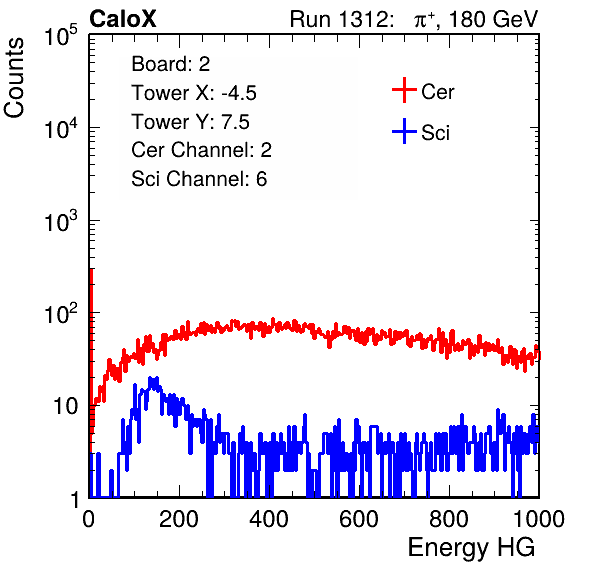 CaloX Run 1312: π⁺, 180 GeV
Board: 2
Tower X: -4.5
Tower Y: 7.5
Cer Channel: 2
Sci Channel: 6
Cer
Sci
Counts
10⁵
10⁴
10³
10²
10
1
0 200 400 600 800 1000
Energy HG